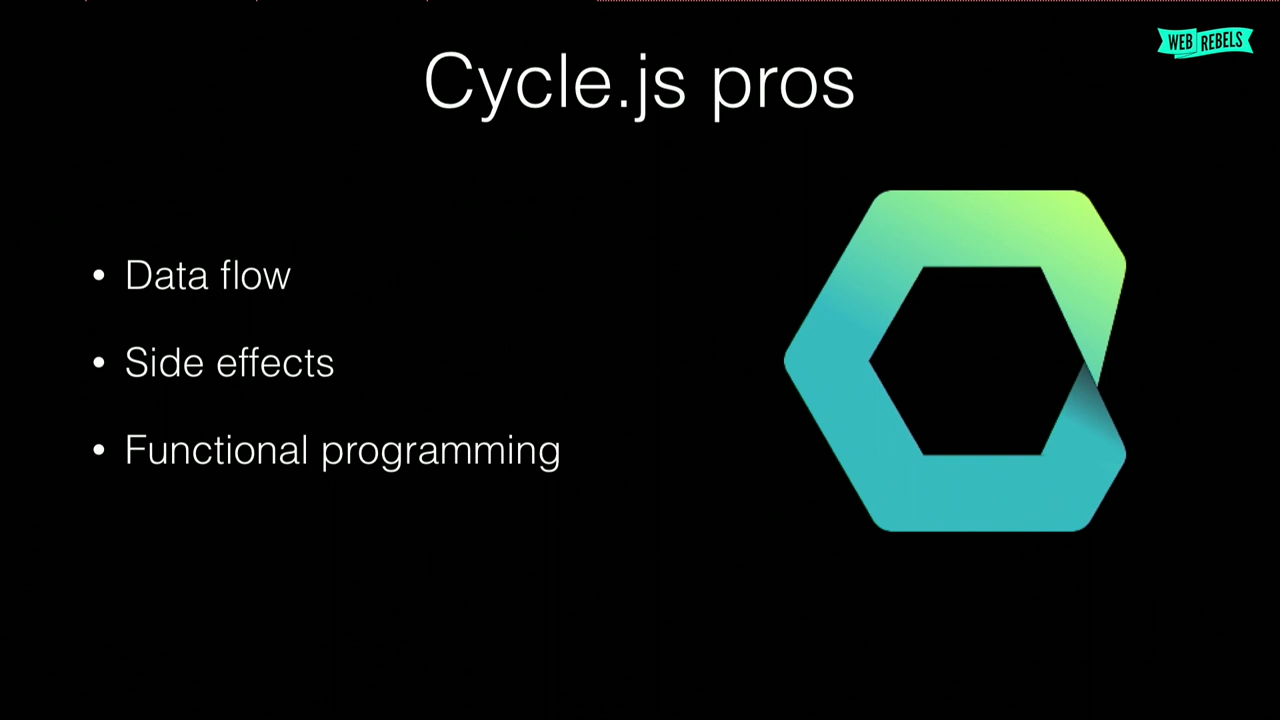 WEB REBELS
Cycle.js pros
• Data flow
• Side effects
• Functional programming